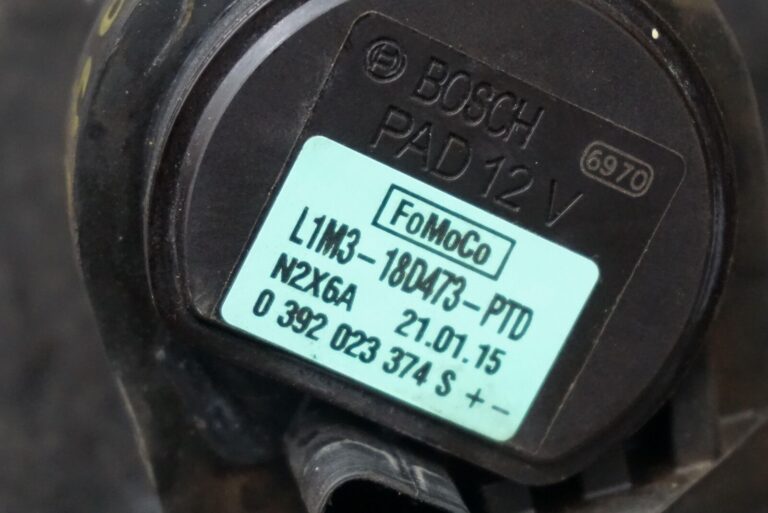 BOSCH
PAD 12 V
6970
FoMoCo
L1M3-18D473-PTD
N2X6A 21.01.15
0 392 023 374 S + -